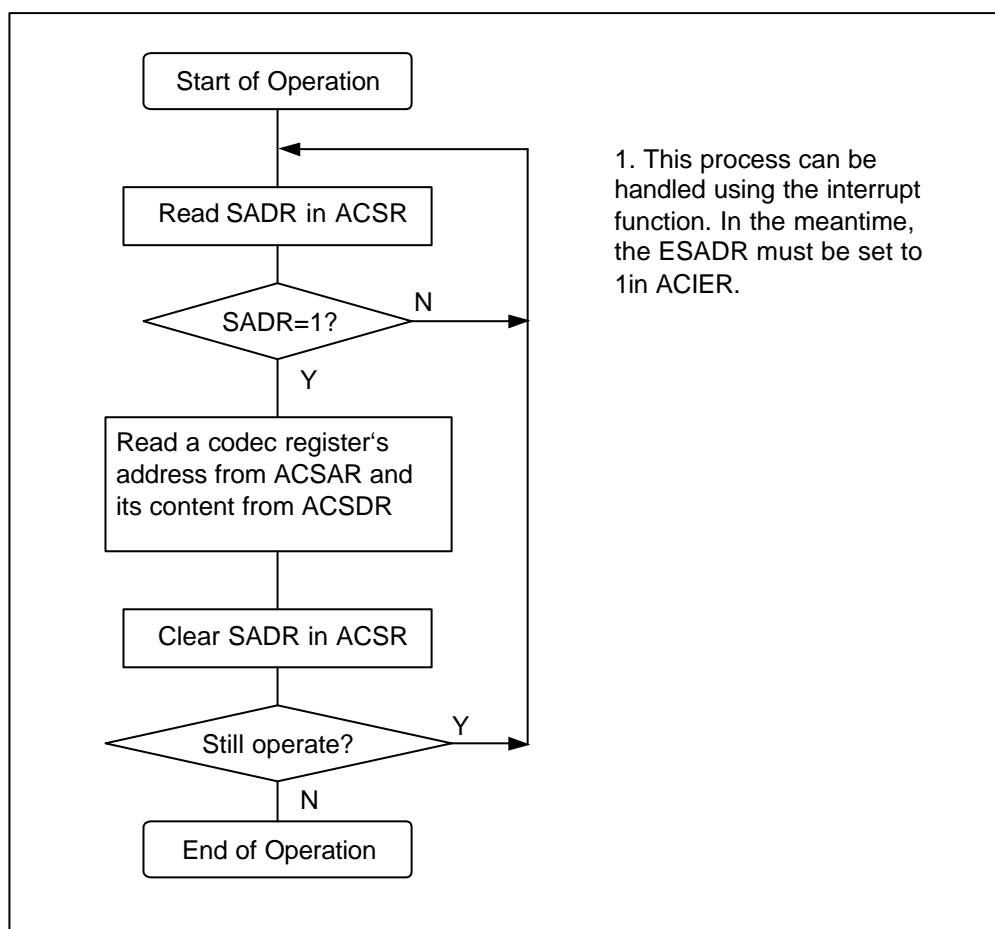 Start of Operation
1. This process can be
handled using the interrupt
function. In the meantime,
the ESADR must be set to
1in ACIER.
Read SADR in ACSR
SADR=1?
N
Y
Read a codec register‘s
address from ACSAR and
its content from ACSDR
Clear SADR in ACSR
Still operate?
Y
N
End of Operation